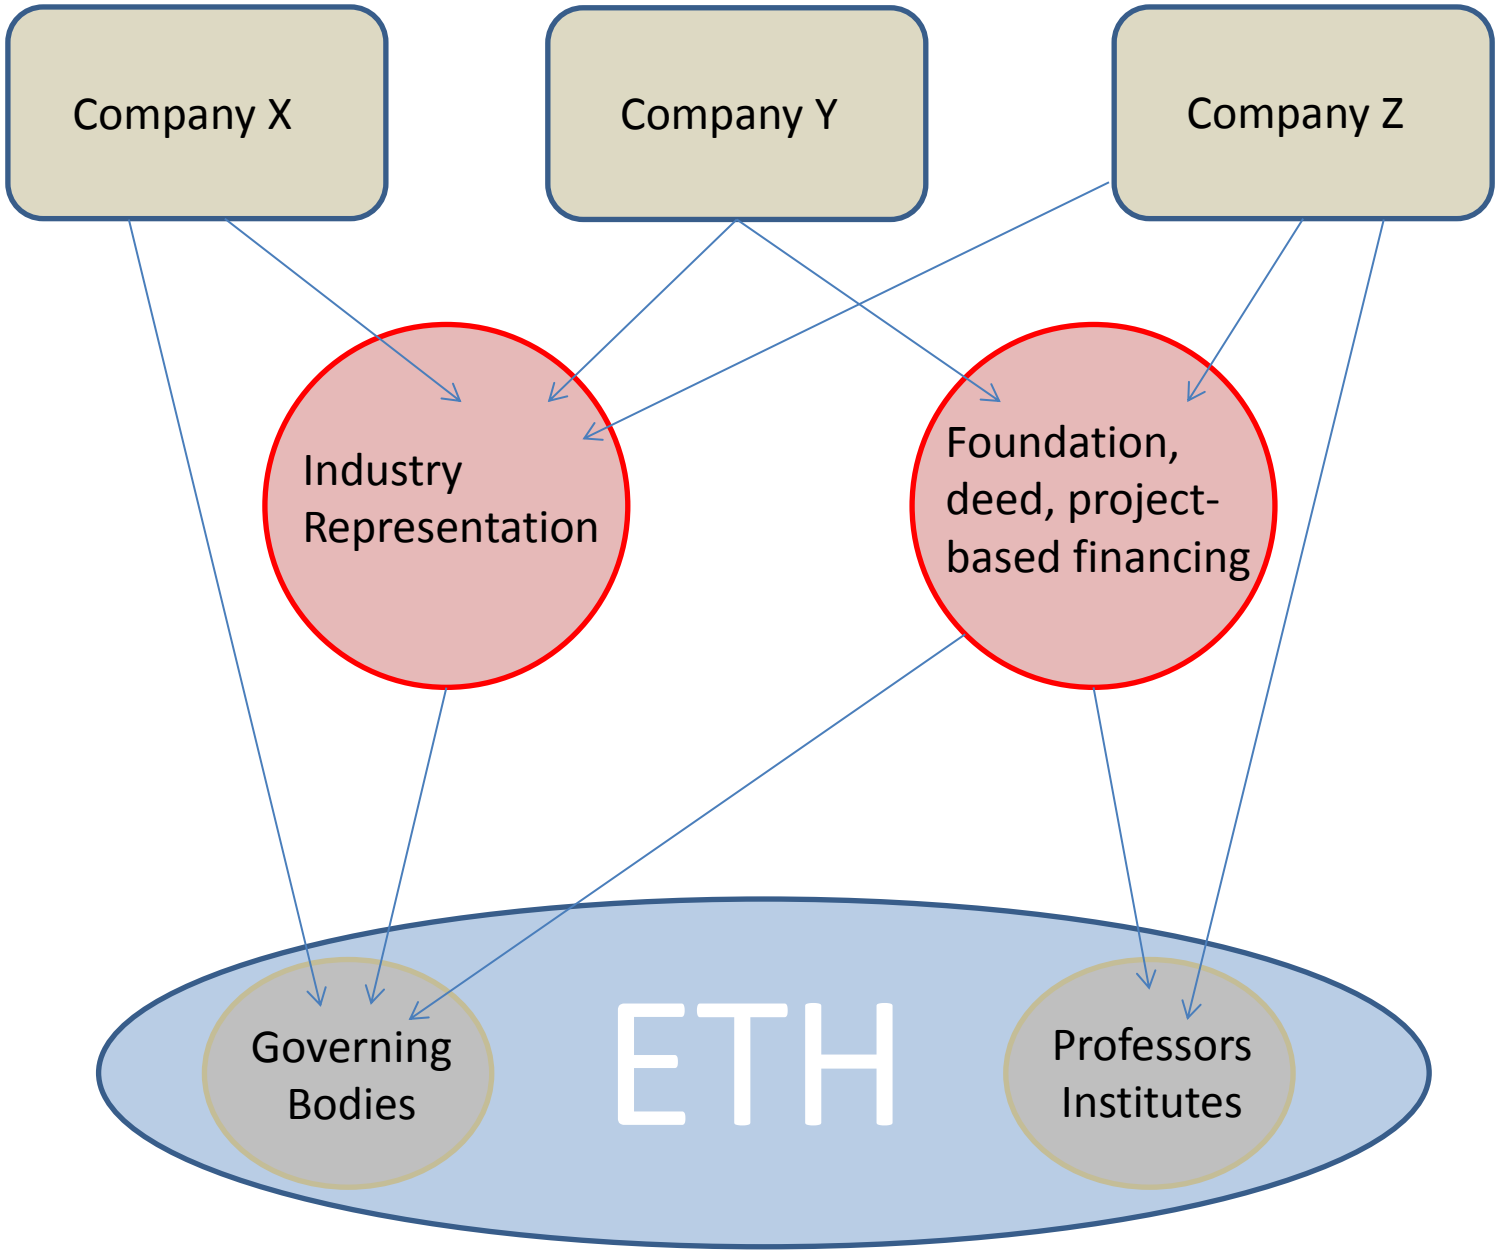 Company X
Company Y
Company Z
Industry
Representation
Foundation,
deed, project-
based financing
Governing
Bodies
ETH
Professors
Institutes